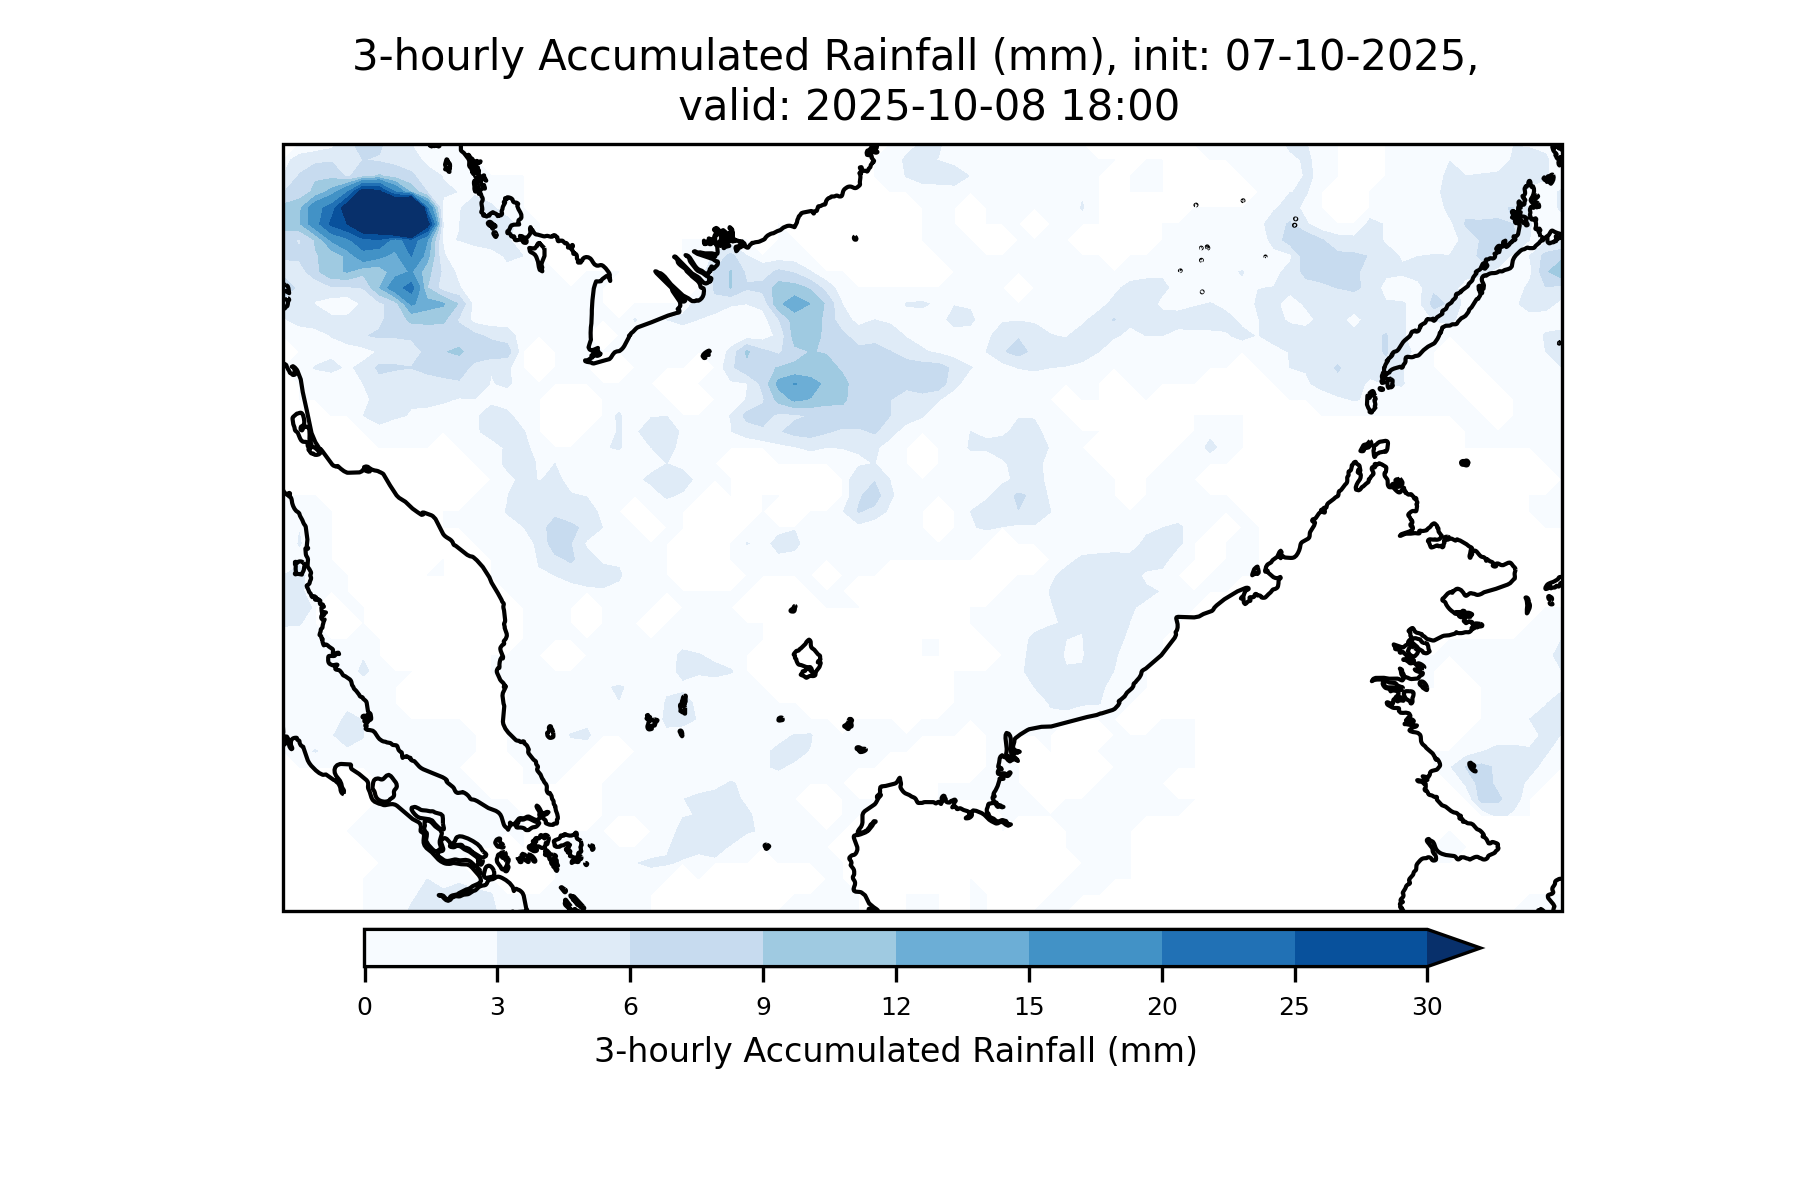 3-hourly Accumulated Rainfall (mm), init: 07-10-2025,
valid: 2025-10-08 18:00
0 3 6 9 12 15 20 25 30
3-hourly Accumulated Rainfall (mm)